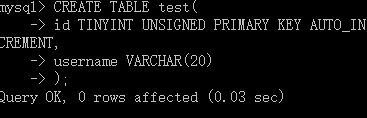 mysql> CREATE TABLE test(
    -> id TINYINT UNSIGNED PRIMARY KEY AUTO_IN
CREMENT,
    -> username VARCHAR(20)
    -> );
Query OK, 0 rows affected (0.03 sec)